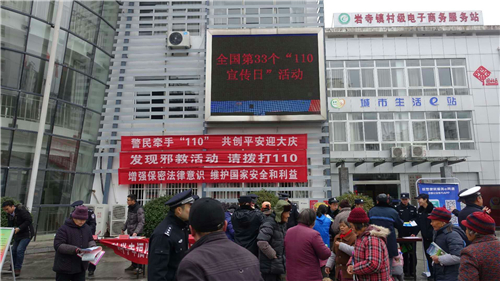 岩寺镇村级电子商务服务站
全国第33个“110
宣传日”活动
城市生活e站
警民牵手“110” 共创平安迎大庆
发现邪教活动 请拨打110
增强保密法律意识 维护国家安全和利益